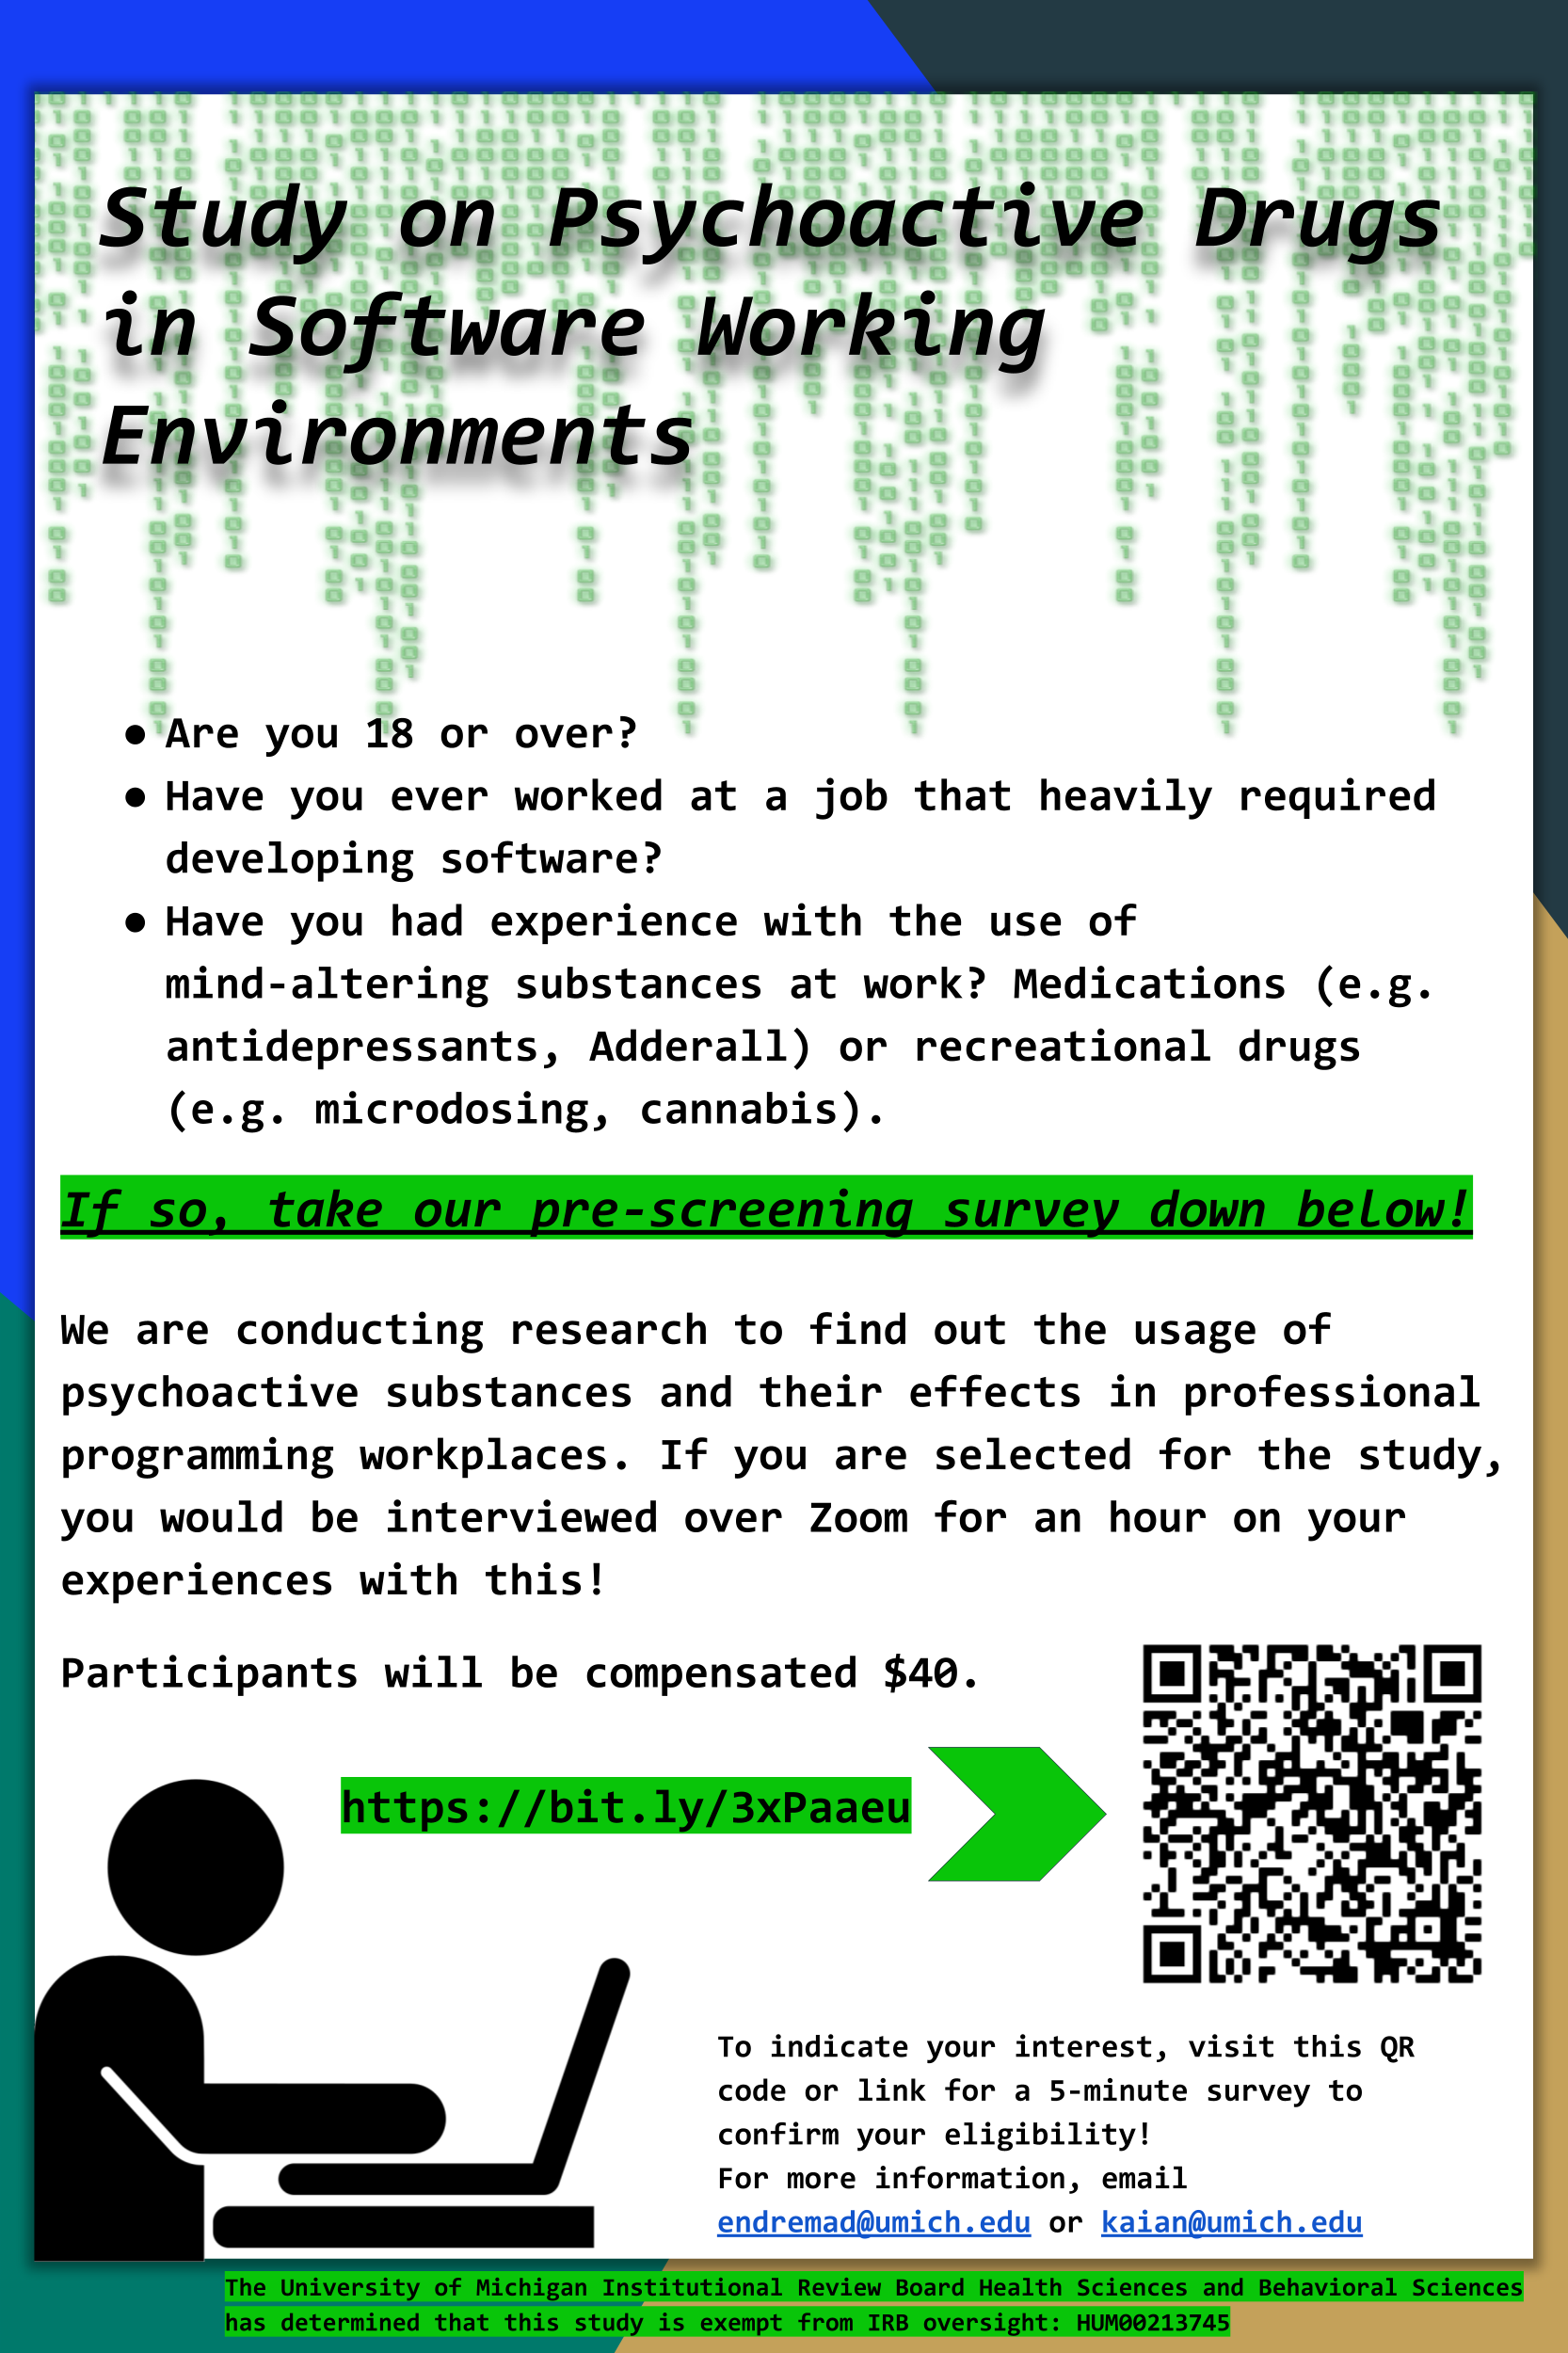 Study on Psychoactive Drugs
in Software Working
Environments
● Are you 18 or over?
● Have you ever worked at a job that heavily required
developing software?
● Have you had experience with the use of
mind-altering substances at work? Medications (e.g.
antidepressants, Adderall) or recreational drugs
(e.g. microdosing, cannabis).
If so, take our pre-screening survey down below!
We are conducting research to find out the usage of
psychoactive substances and their effects in professional
programming workplaces. If you are selected for the study,
you would be interviewed over Zoom for an hour on your
experiences with this!
Participants will be compensated $40.
https://bit.ly/3xPaaeu
To indicate your interest, visit this QR
code or link for a 5-minute survey to
confirm your eligibility!
For more information, email
endremad@umich.edu or kaian@umich.edu
The University of Michigan Institutional Review Board Health Sciences and Behavioral Sciences
has determined that this study is exempt from IRB oversight: HUM00213745